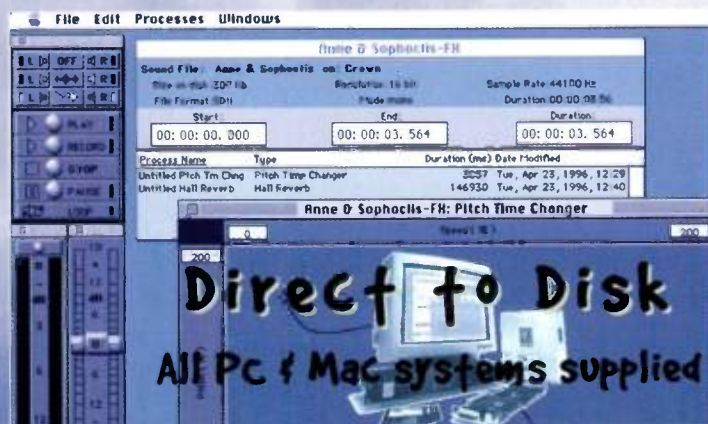 File Edit Processes Windows
Anne & Sophoclis-FX
Sound File: Anne & Sophoclis on Crown
Resolution: 16 bit
Sample Rate: 44100 Hz
File Format: SDII
Mode: mono
Duration: 00:00:03.56
Start
End
Duration
00: 00: 00. 000
00: 00: 03. 564
00: 00: 03. 564
Process Name Type Duration (ms) Date Modified
Untitled Ptch Tm Chng Pitch Time Changer Tue, Apr 23, 1996, 12:29
Untitled Hall Reverb Hall Reverb 146930 Tue, Apr 23, 1996, 12:40
L OFF R
L R
L R
PLAY
RECORD
STOP
PAUSE
LOOP
Anne & Sophoclis-FX: Pitch Time Changer
0
200
200
Direct to Disk
All Pc & Mac systems supplied